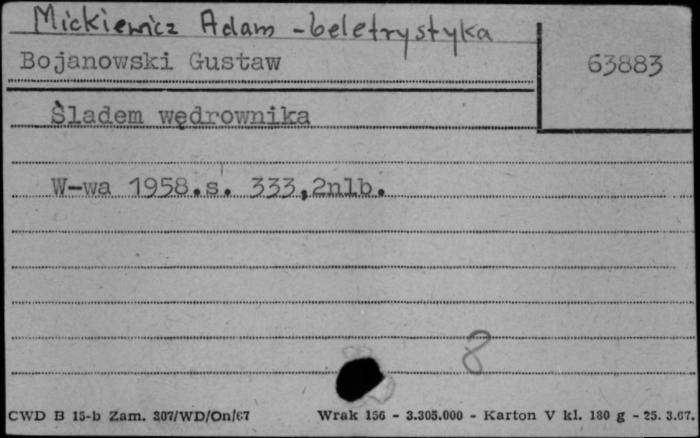 Mickiewicz Adam - beletrystyka
Bojanowski Gustaw
63883
Śladem wędrownika
W-wa 1958.s. 333,2nlb.
8
CWD B 15-b Zam. 307/WD/On/67 Wrak 156 - 3.305.000 - Karton V kl. 180 g - 25.3.67.